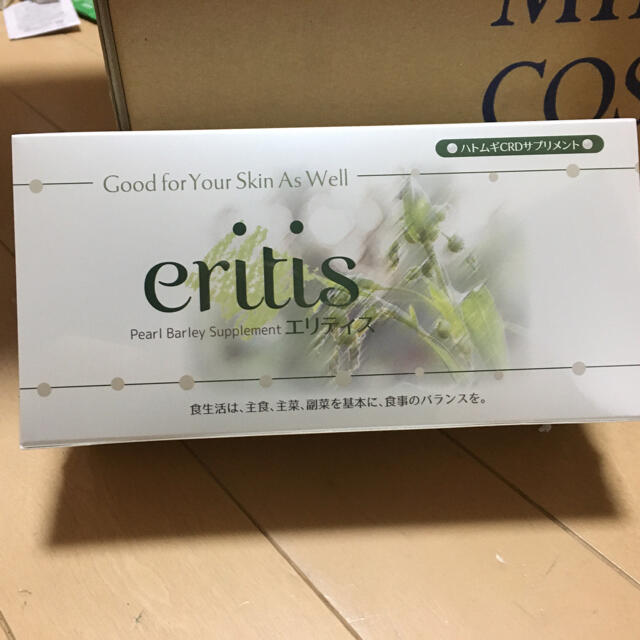 COS
ハトムギCRDサプリメント
Good for Your Skin As Well
eritis
Pearl Barley Supplement エリティス
食生活は、主食、主菜、副菜を基本に、食事のバランスを。